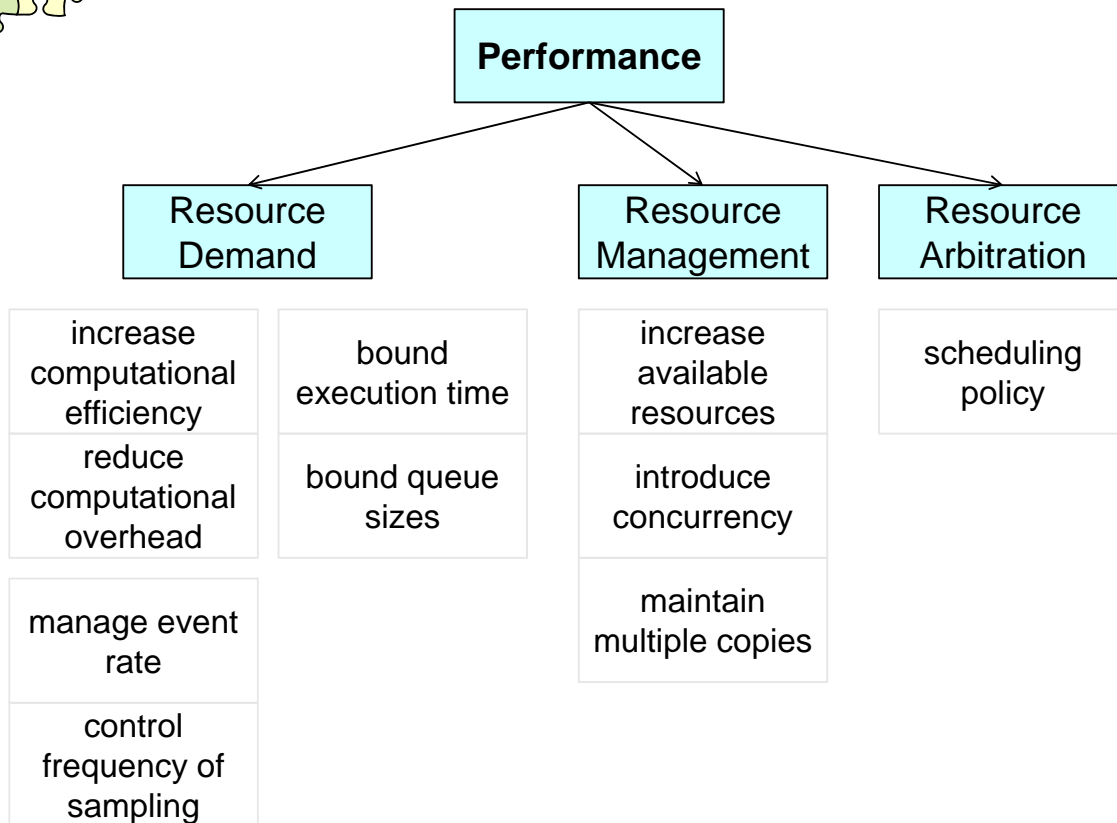 Performance
Resource
Demand
Resource
Management
Resource
Arbitration
increase
computational
efficiency
reduce
computational
overhead
manage event
rate
control
frequency of
sampling
bound
execution time
bound queue
sizes
increase
available
resources
introduce
concurrency
maintain
multiple copies
scheduling
policy